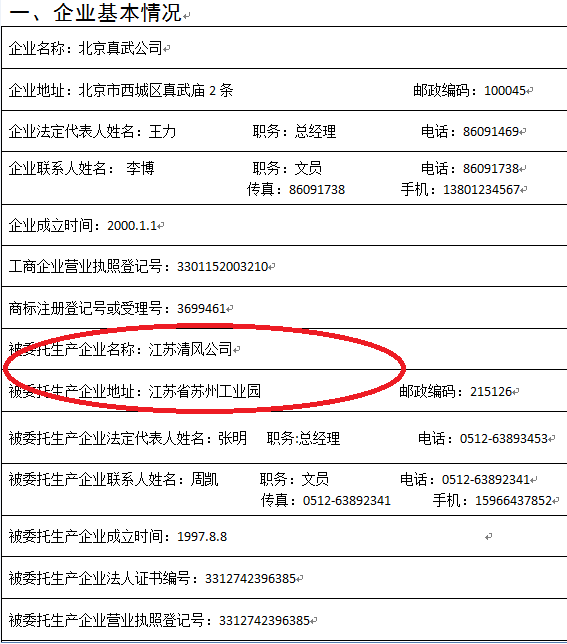 一、企业基本情况
企业名称：北京真武公司
企业地址：北京市西城区真武庙 2 条 邮政编码：100045
企业法定代表人姓名：王力 职务：总经理 电话：86091469
企业联系人姓名： 李博 职务：文员 电话：86091738
传真：86091738 手机：13801234567
企业成立时间：2000.1.1
工商企业营业执照登记号：3301152003210
商标注册登记号或受理号：3699461
被委托生产企业名称：江苏清风公司
被委托生产企业地址：江苏省苏州工业园 邮政编码：215126
被委托生产企业法定代表人姓名：张明 职务:总经理 电话：0512-63893453
被委托生产企业联系人姓名：周凯 职务：文员 电话：0512-62892341
传真：0512-63892341 手机：15966437852
被委托生产企业成立时间：1997.8.8
被委托生产企业法人证书编号：3312742396385
被委托生产企业营业执照登记号：3312742396385